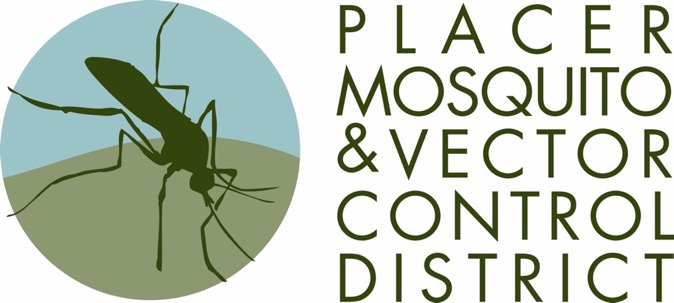 PLACER
MOSQUITO
& VECTOR
CONTROL
DISTRICT